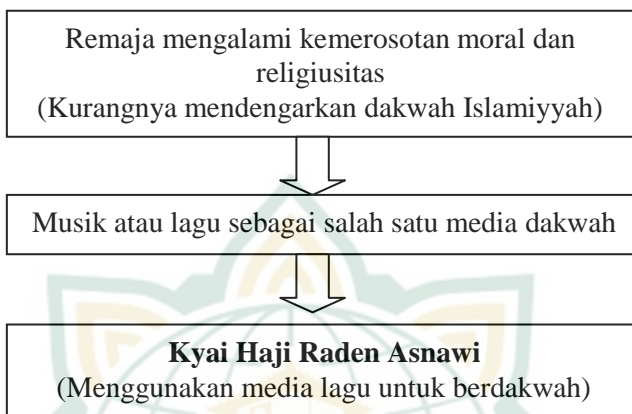 Remaja mengalami kemerosotan moral dan
religiusitas
(Kurangnya mendengarkan dakwah Islamiyyah)
Musik atau lagu sebagai salah satu media dakwah
Kyai Haji Raden Asnawi
(Menggunakan media lagu untuk berdakwah)